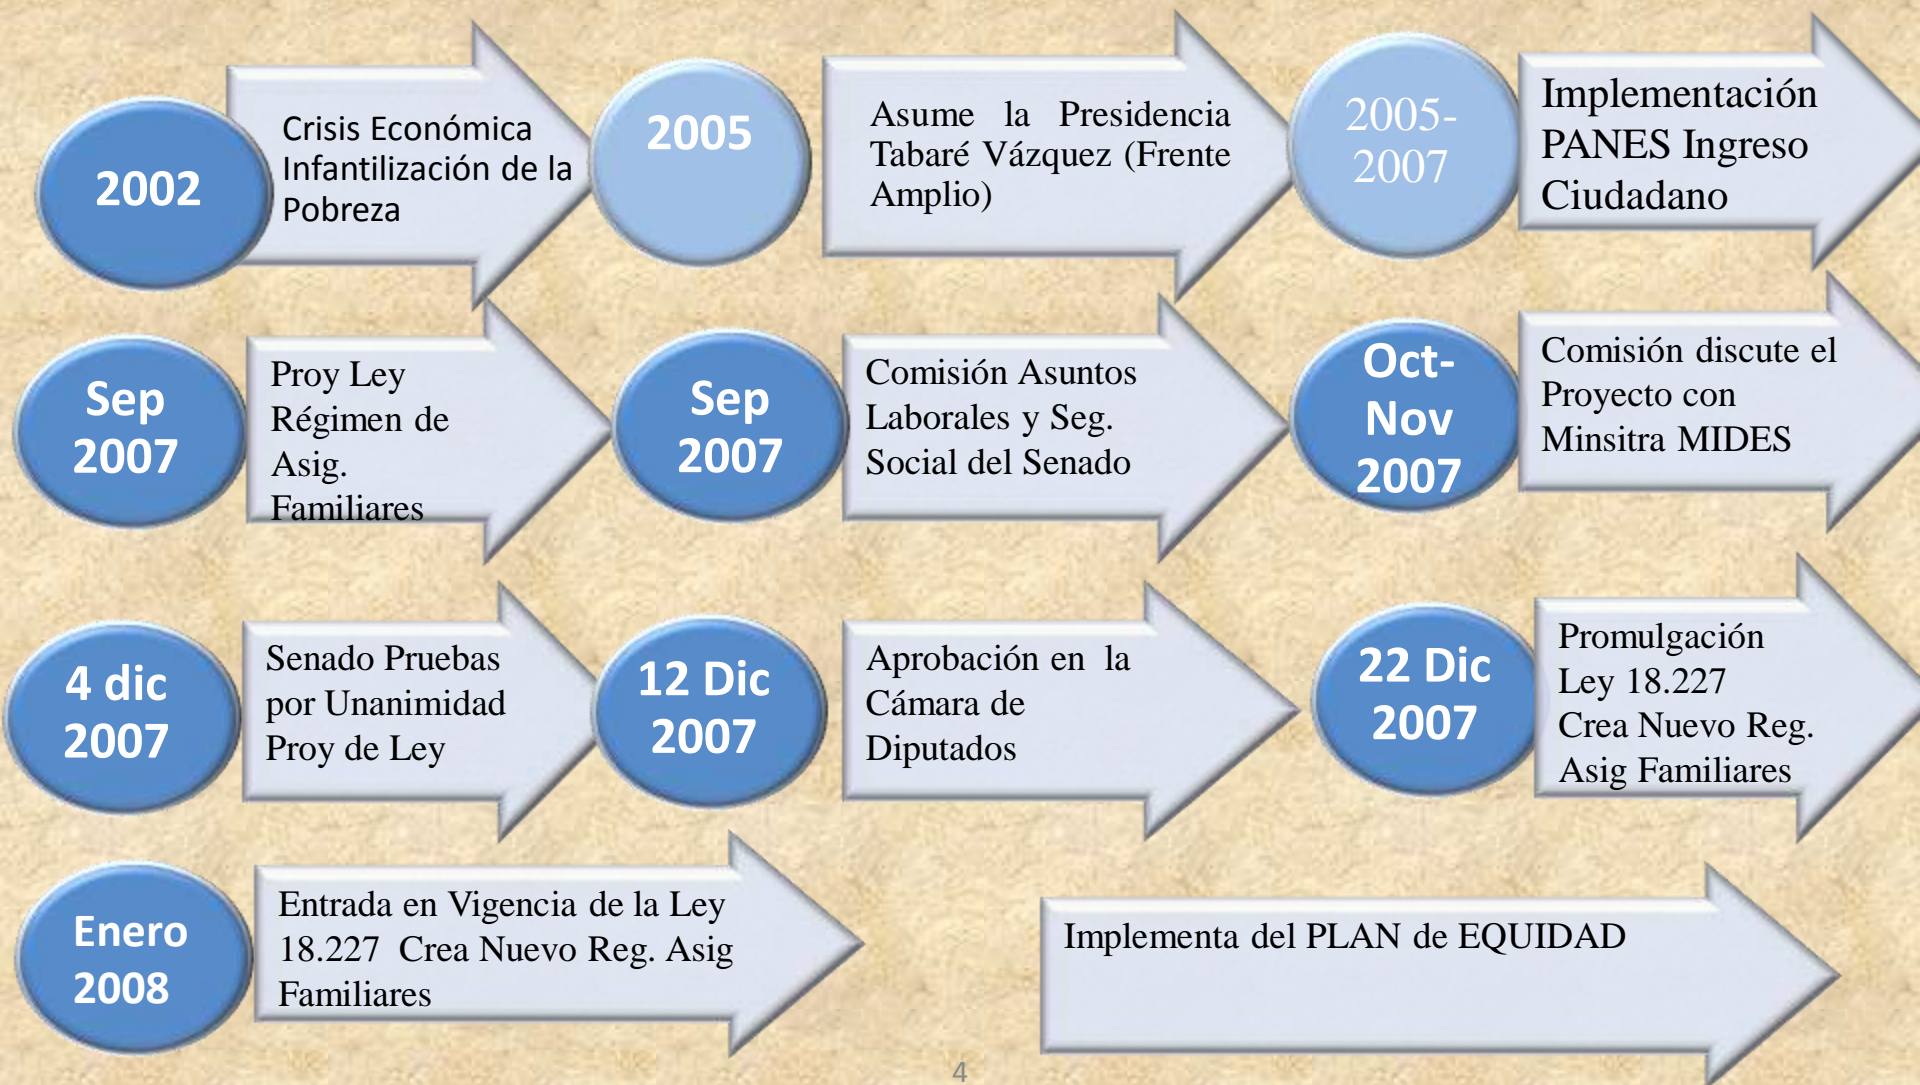 2002
Crisis Económica
Infantilización de la
Pobreza
2005
Asume la Presidencia
Tabaré Vázquez (Frente
Amplio)
2005-
2007
Implementación
PANES Ingreso
Ciudadano
Sep
2007
Proy Ley
Régimen de
Asig.
Familiares
Sep
2007
Comisión Asuntos
Laborales y Seg.
Social del Senado
Oct-
Nov
2007
Comisión discute el
Proyecto con
Minsitra MIDES
4 dic
2007
Senado Pruebas
por Unanimidad
Proy de Ley
12 Dic
2007
Aprobación en la
Cámara de
Diputados
22 Dic
2007
Promulgación
Ley 18.227
Crea Nuevo Reg.
Asig Familiares
Enero
2008
Entrada en Vigencia de la Ley
18.227 Crea Nuevo Reg. Asig
Familiares
Implementa del PLAN de EQUIDAD
4